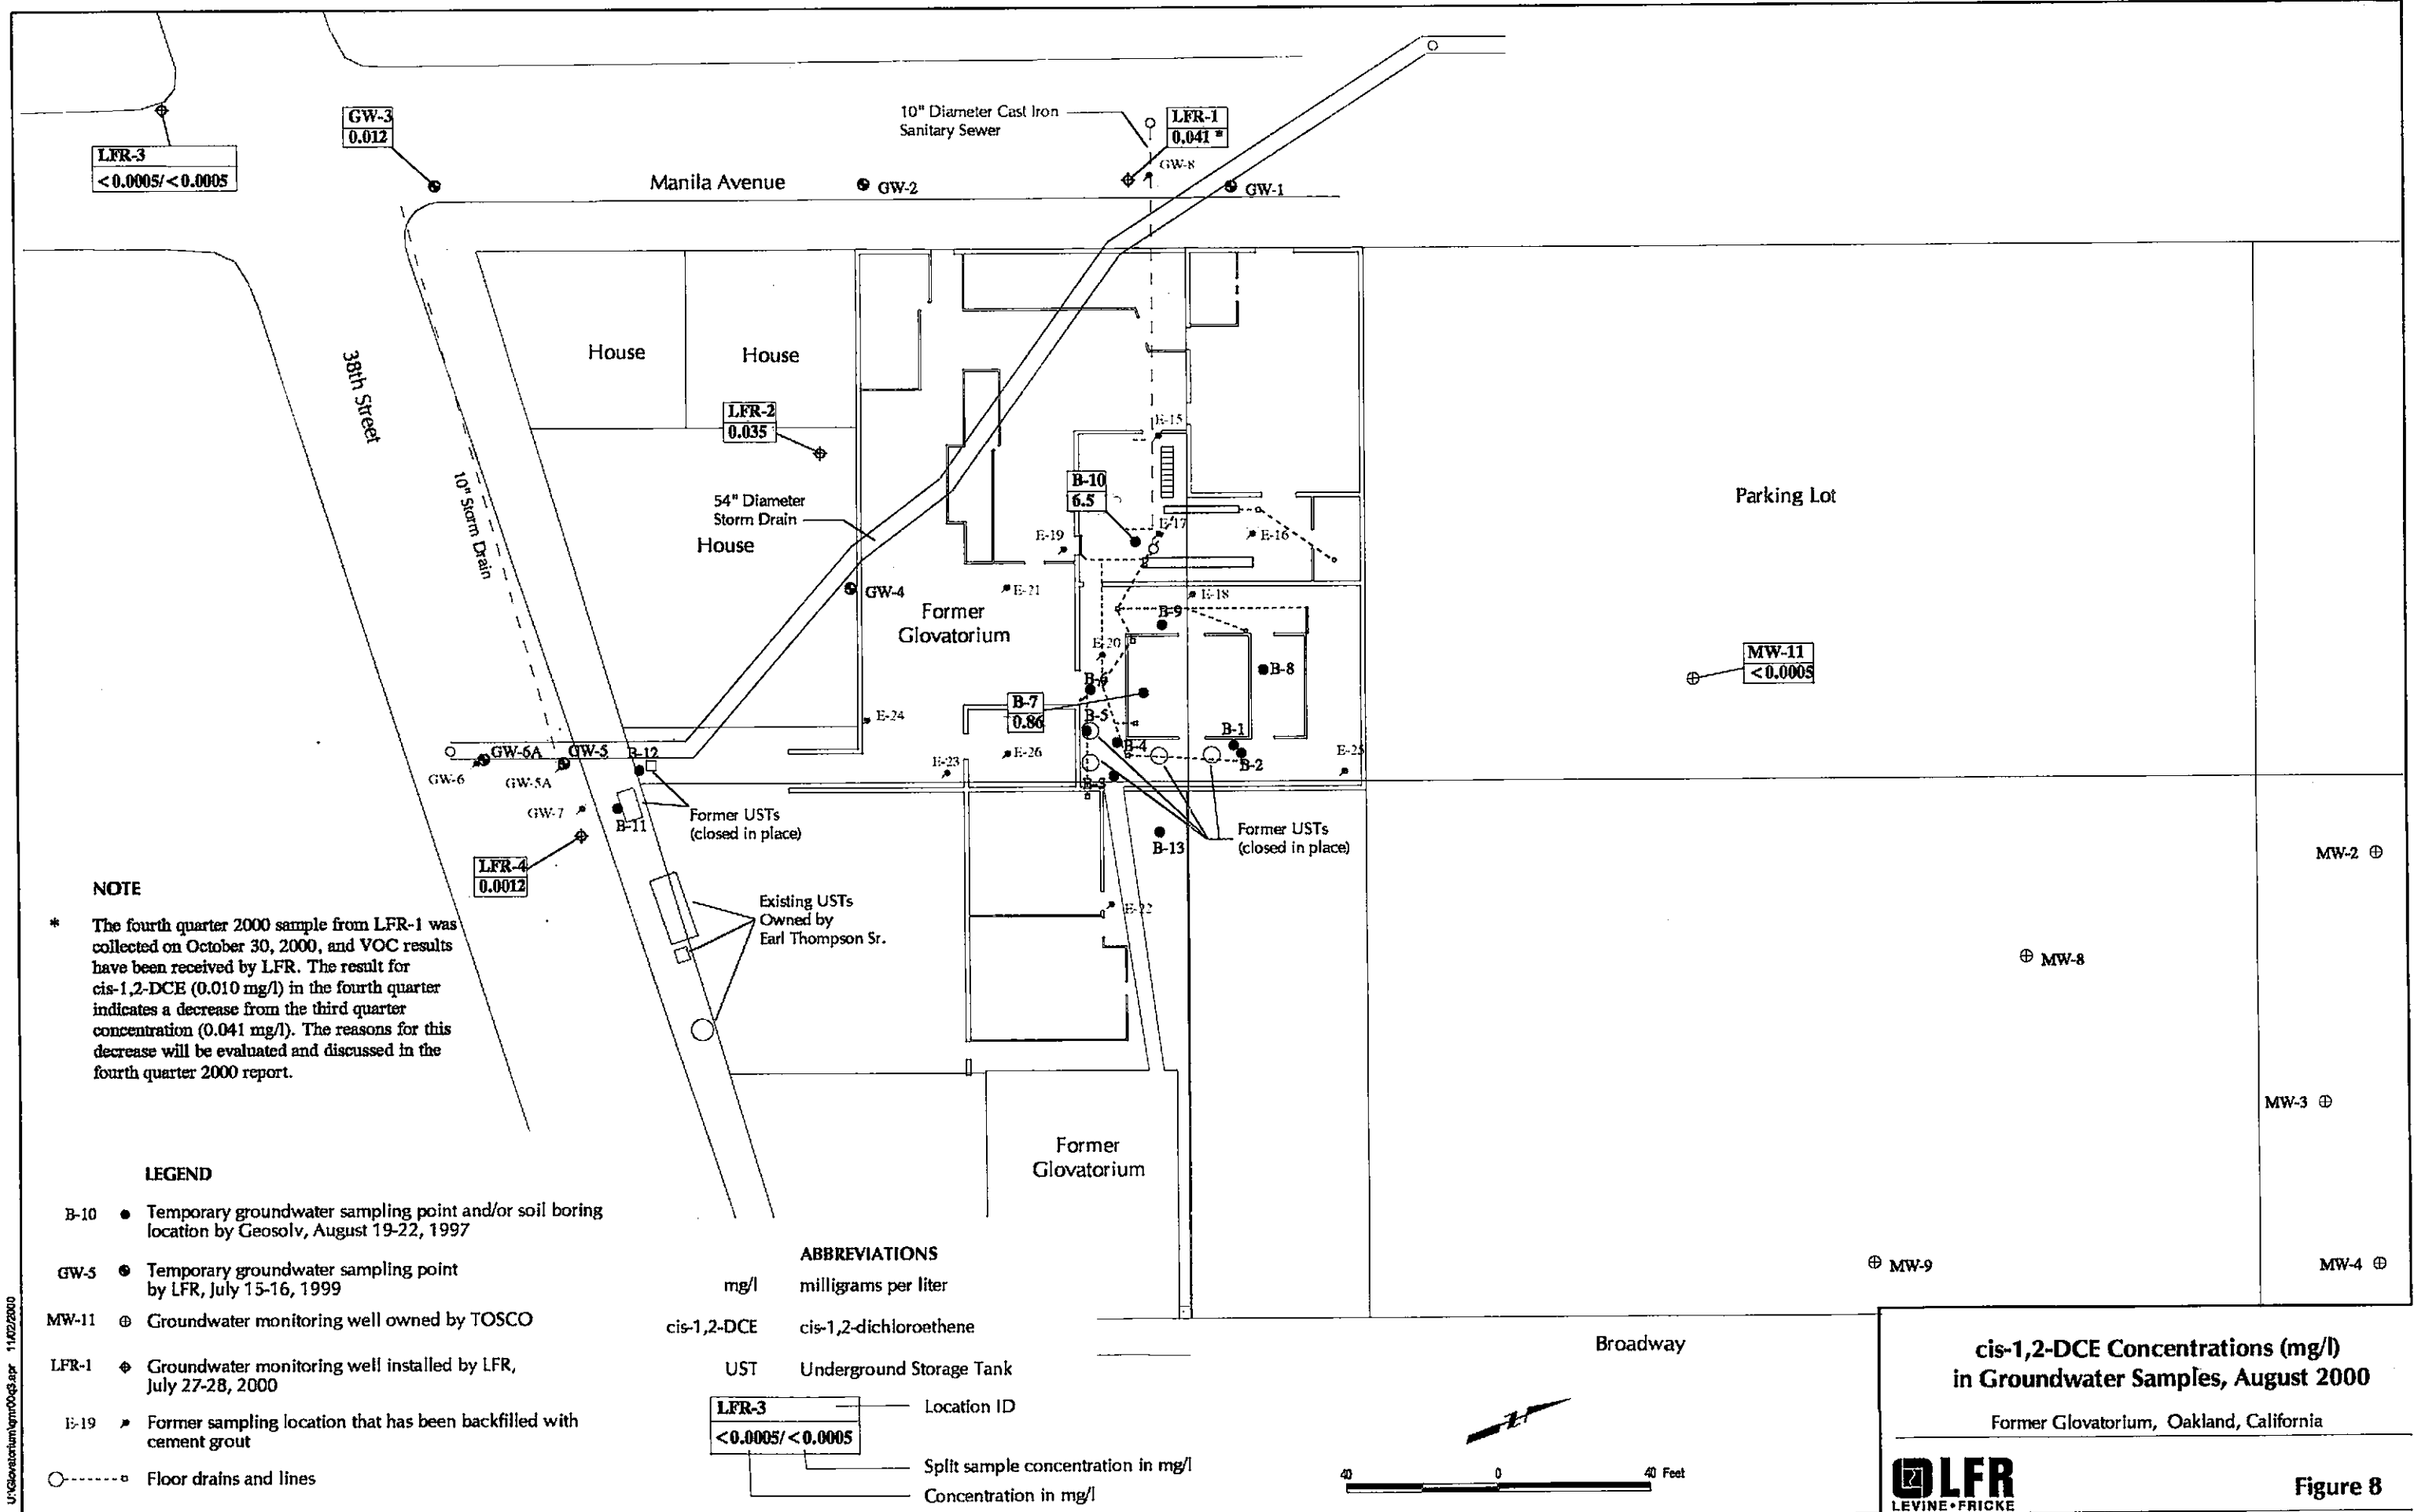 10" Diameter Cast Iron
Sanitary Sewer
LFR-1
0.041 *
GW-3
0.012
LFR-3
<0.0005/<0.0005
Manila Avenue
GW-2
GW-8
GW-1
House
House
38th Street
LFR-2
0.035
E-15
10" Storm Drain
54" Diameter
Storm Drain
House
B-10
6.5
Parking Lot
E-19
E-17
E-16
GW-4
E-21
E-18
Former
Glovatorium
B-9
E-20
B-8
MW-11
<0.0005
B-6
B-7
0.86
E-24
B-5
B-1
GW-6A
GW-5
B-12
E-26
B-4
B-2
E-25
GW-6
GW-5A
E-23
B-3
GW-7
B-11
Former USTs
(closed in place)
B-13
Former USTs
(closed in place)
MW-2
LFR-4
0.0012
NOTE
* The fourth quarter 2000 sample from LFR-1 was
collected on October 30, 2000, and VOC results
have been received by LFR. The result for
cis-1,2-DCE (0.010 mg/l) in the fourth quarter
indicates a decrease from the third quarter
concentration (0.041 mg/l). The reasons for this
decrease will be evaluated and discussed in the
fourth quarter 2000 report.
Existing USTs
Owned by
Earl Thompson Sr.
E-22
MW-8
MW-3
Former
Glovatorium
MW-9
MW-4
LEGEND
B-10 Temporary groundwater sampling point and/or soil boring
location by Geosolv, August 19-22, 1997
GW-5 Temporary groundwater sampling point
by LFR, July 15-16, 1999
MW-11 Groundwater monitoring well owned by TOSCO
LFR-1 Groundwater monitoring well installed by LFR,
July 27-28, 2000
E-19 Former sampling location that has been backfilled with
cement grout
Floor drains and lines
ABBREVIATIONS
mg/l milligrams per liter
cis-1,2-DCE cis-1,2-dichloroethene
UST Underground Storage Tank
LFR-3 Location ID
<0.0005/<0.0005
Split sample concentration in mg/l
Concentration in mg/l
Broadway
40 0 40 Feet
cis-1,2-DCE Concentrations (mg/l)
in Groundwater Samples, August 2000
Former Glovatorium, Oakland, California
LFR
LEVINE•FRICKE
Figure 8
11/02/2000